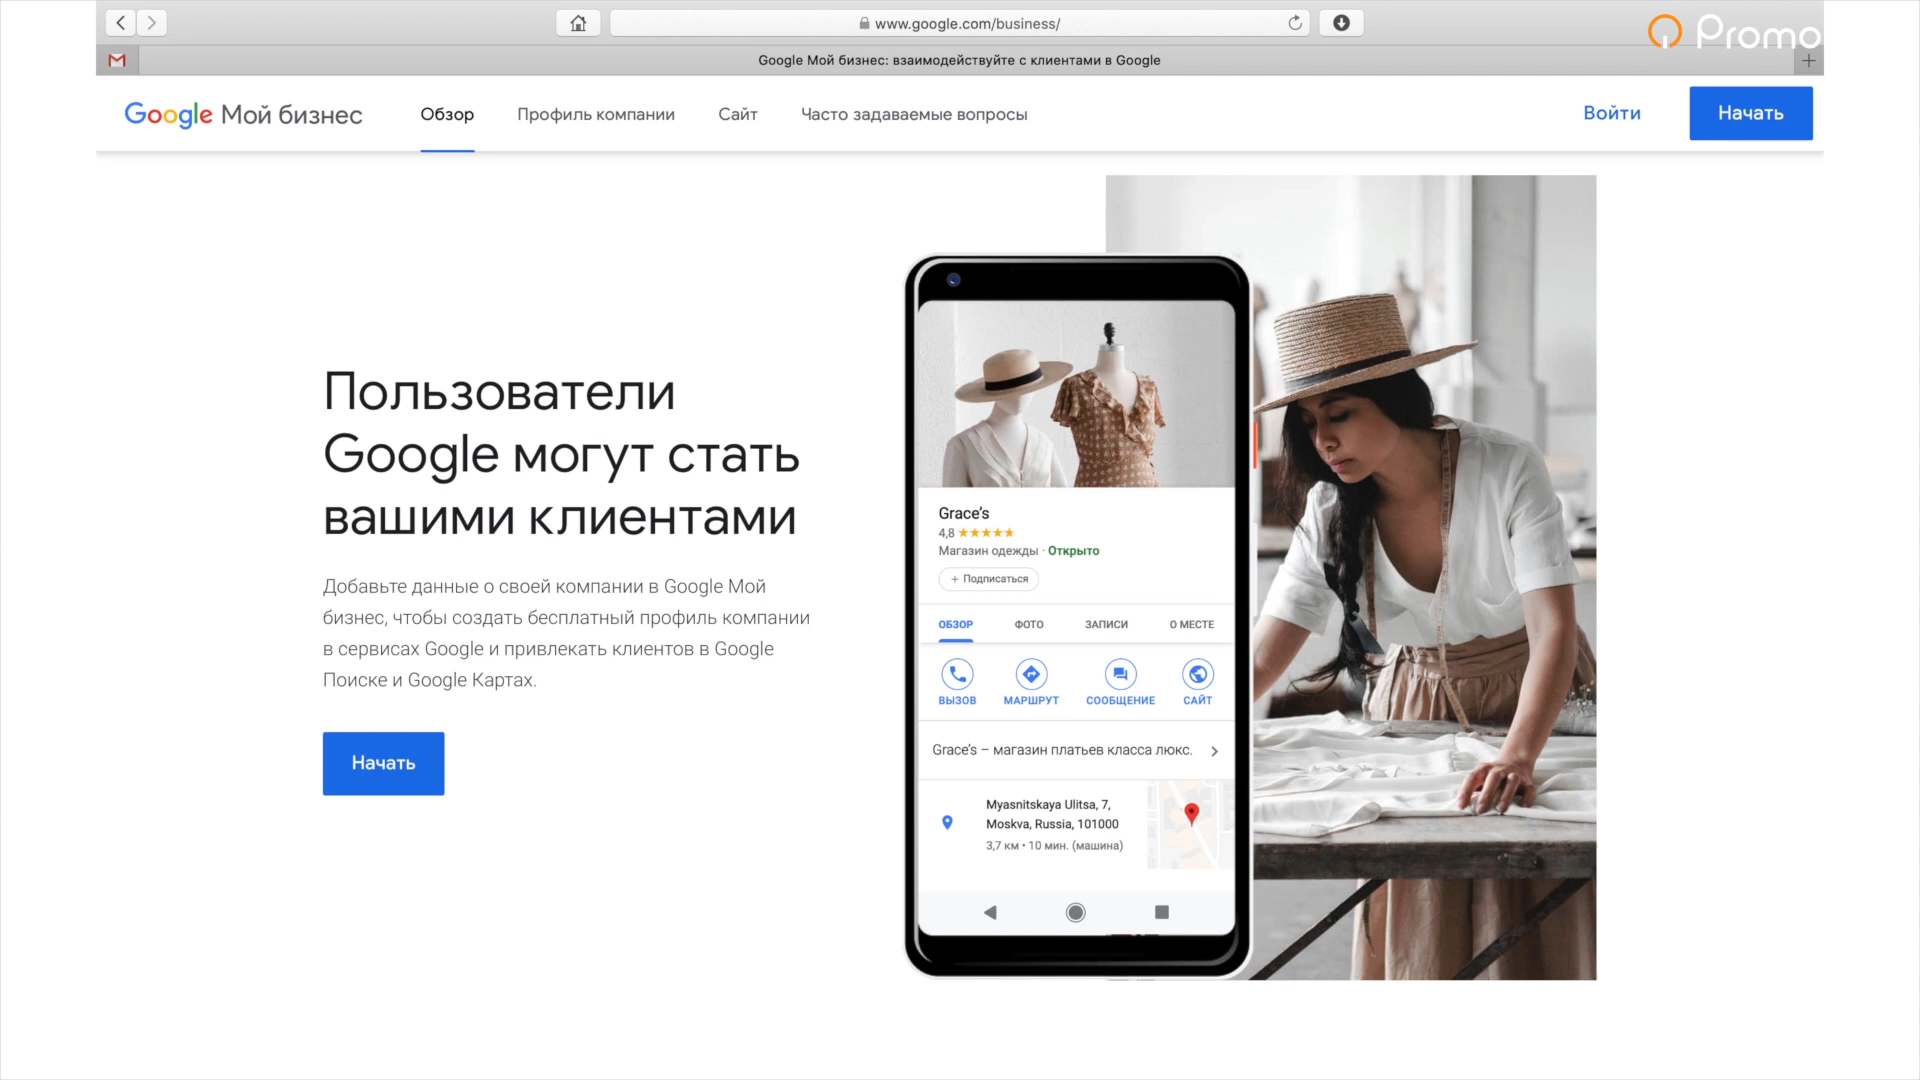 www.google.com/business/
Promo
Google Мой бизнес: взаимодействуйте с клиентами в Google
Google Мой бизнес
Обзор
Профиль компании
Сайт
Часто задаваемые вопросы
Войти
Начать
Пользователи
Google могут стать
вашими клиентами
Добавьте данные о своей компании в Google Мой
бизнес, чтобы создать бесплатный профиль компании
в сервисах Google и привлекать клиентов в Google
Поиске и Google Картах.
Начать
Grace’s
4,8
Магазин одежды · Открыто
+ Подписаться
ОБЗОР
ФОТО
ЗАПИСИ
О МЕСТЕ
ВЫЗОВ
МАРШРУТ
СООБЩЕНИЕ
САЙТ
Grace’s – магазин платьев класса люкс.
Myasnitskaya Ulitsa, 7,
Moskva, Russia, 101000
3,7 км • 10 мин. (машина)